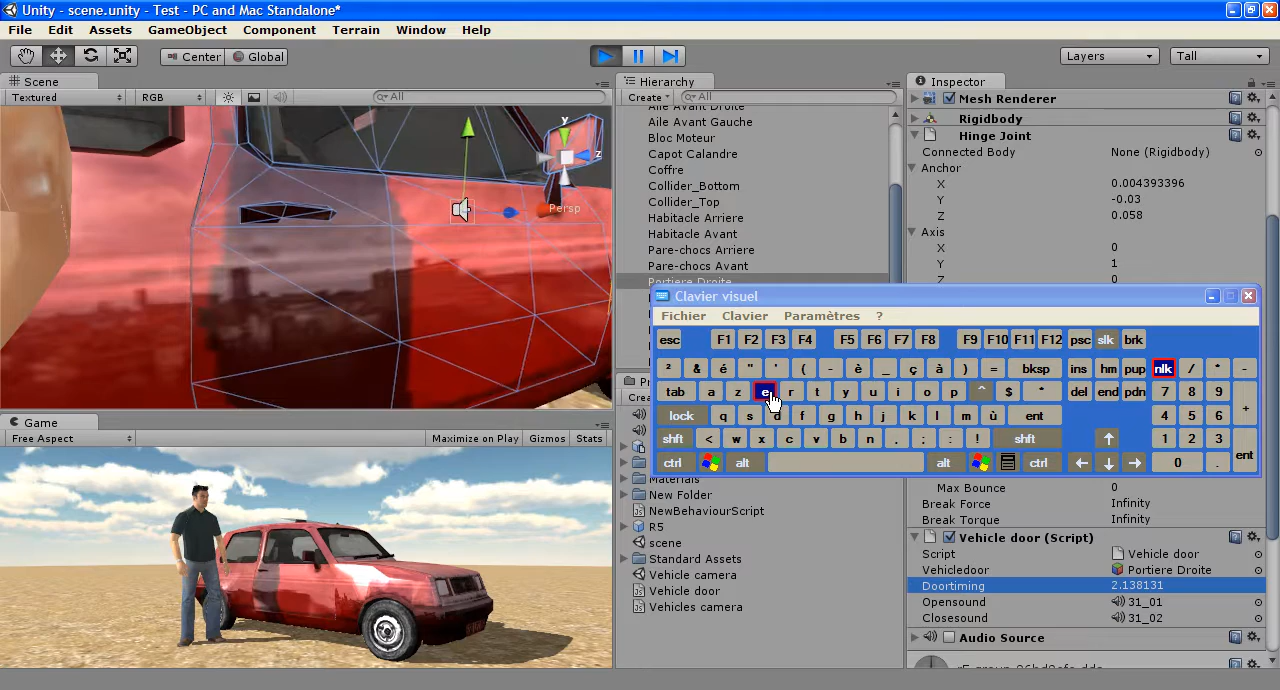 Unity - scene.unity - Test - PC and Mac Standalone*
File Edit Assets GameObject Component Terrain Window Help
Center Global Layers Tall
Scene
Textured RGB All
y
z
Persp
Game
Free Aspect Maximize on Play Gizmos Stats
Hierarchy
Create All
Aile Avant Droite
Aile Avant Gauche
Bloc Moteur
Capot Calandre
Coffre
Collider_Bottom
Collider_Top
Habitacle Arriere
Habitacle Avant
Pare-chocs Arriere
Pare-chocs Avant
Portiere Droite
Materials
New Folder
NewBehaviourScript
R5
scene
Standard Assets
Vehicle camera
Vehicle door
Vehicles camera
Inspector
Mesh Renderer
Rigidbody
Hinge Joint
Connected Body None (Rigidbody)
Anchor
X 0.004393396
Y -0.03
Z 0.058
Axis
X 0
Y 1
Z 0
Clavier visuel
Fichier Clavier Paramètres ?
esc F1 F2 F3 F4 F5 F6 F7 F8 F9 F10 F11 F12 psc slk brk
² & é " ' ( - è _ ç à ) = bksp ins hm pup nlk / * -
tab a z e r t y u i o p ^ $ * del end pdn 7 8 9 +
lock q s d f g h j k l m ù ent 4 5 6
shft < w x c v b n , ; : ! shft ↑ 1 2 3 ent
ctrl alt alt ctrl ← ↓ → 0 .
Max Bounce 0
Break Force Infinity
Break Torque Infinity
Vehicle door (Script)
Script Vehicle door
Vehicledoor Portiere Droite
Doortiming 2.138131
Opensound 31_01
Closesound 31_02
Audio Source